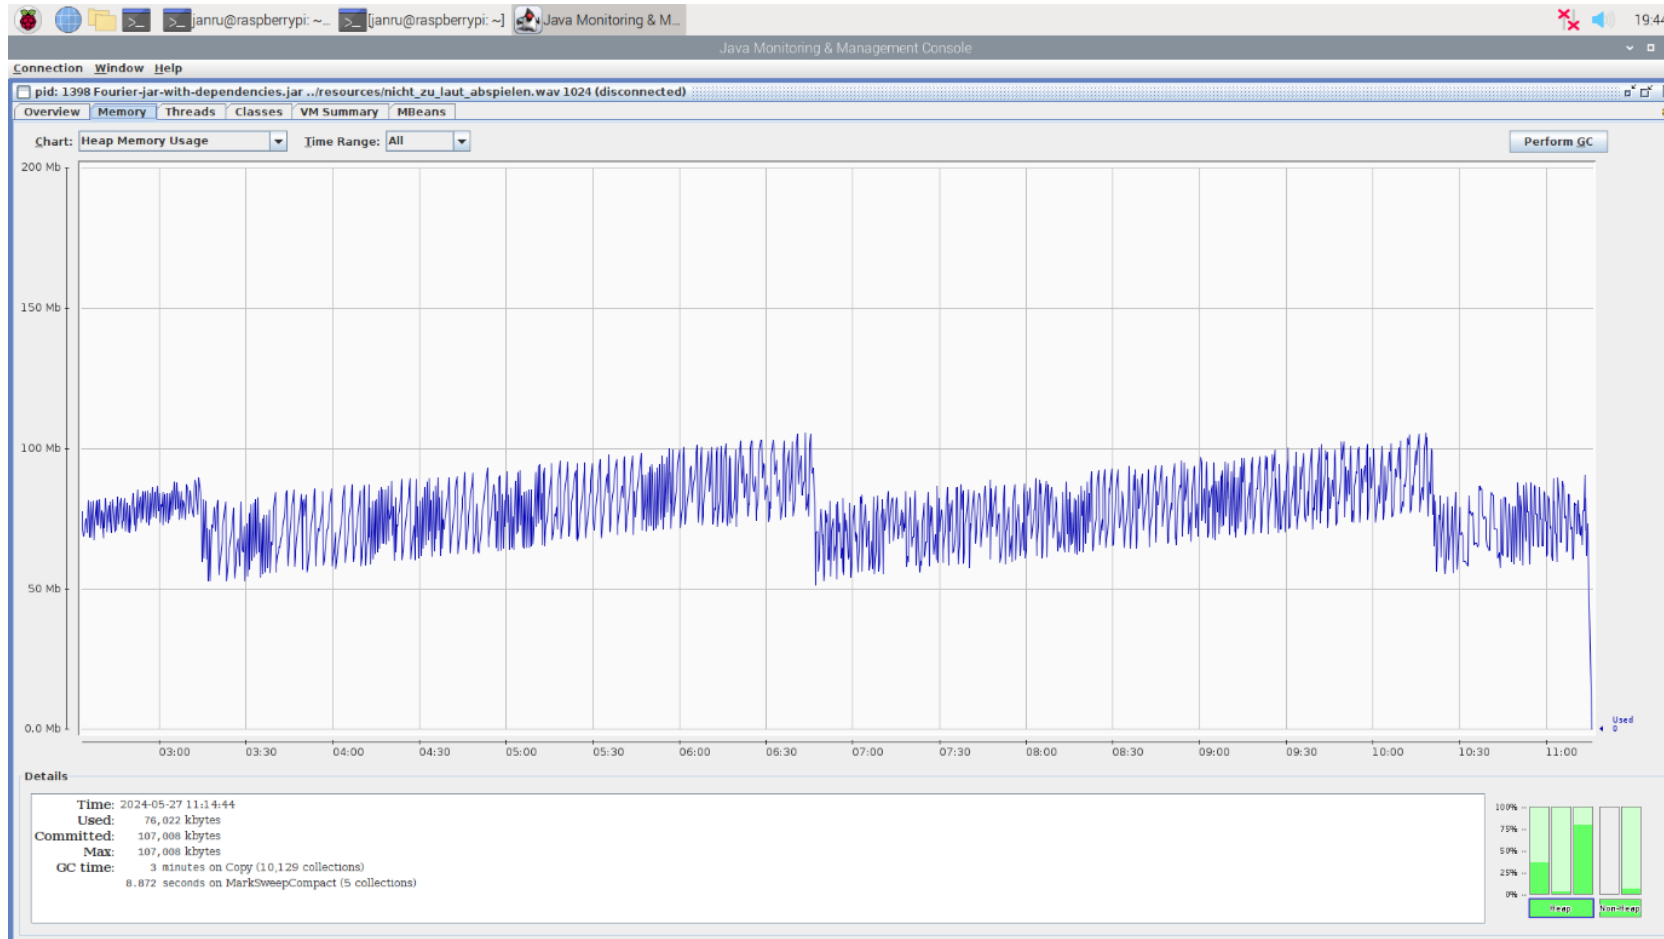 janru@raspberrypi: ~... [janru@raspberrypi: ~] Java Monitoring & M... 19:44
Java Monitoring & Management Console
Connection Window Help
pid: 1398 Fourier-jar-with-dependencies.jar ../resources/nicht_zu_laut_abspielen.wav 1024 (disconnected)
Overview Memory Threads Classes VM Summary MBeans
Chart: Heap Memory Usage Time Range: All Perform GC
200 Mb
150 Mb
100 Mb
50 Mb
0.0 Mb
Used
0
03:00 03:30 04:00 04:30 05:00 05:30 06:00 06:30 07:00 07:30 08:00 08:30 09:00 09:30 10:00 10:30 11:00
Details
Time: 2024-05-27 11:14:44
Used: 76,022 kbytes
Committed: 107,008 kbytes
Max: 107,008 kbytes
GC time: 3 minutes on Copy (10,129 collections)
8.872 seconds on MarkSweepCompact (5 collections)
100% --
75% --
50% --
25% --
0% --
Heap Non-Heap